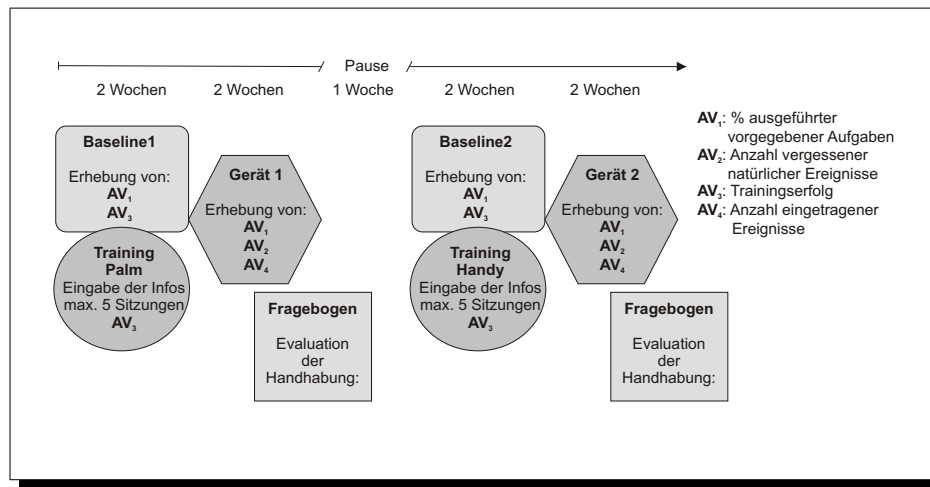 Pause
2 Wochen 2 Wochen 1 Woche 2 Wochen 2 Wochen
Baseline1
Erhebung von:
AV₁
AV₃
Training
Palm
Eingabe der Infos
max. 5 Sitzungen
AV₃
Gerät 1
Erhebung von:
AV₁
AV₂
AV₄
Fragebogen
Evaluation
der
Handhabung:
Baseline2
Erhebung von:
AV₁
AV₃
Training
Handy
Eingabe der Infos
max. 5 Sitzungen
AV₃
Gerät 2
Erhebung von:
AV₁
AV₂
AV₄
Fragebogen
Evaluation
der
Handhabung:
AV₁: % ausgeführter
vorgegebener Aufgaben
AV₂: Anzahl vergessener
natürlicher Ereignisse
AV₃: Trainingserfolg
AV₄: Anzahl eingetragener
Ereignisse